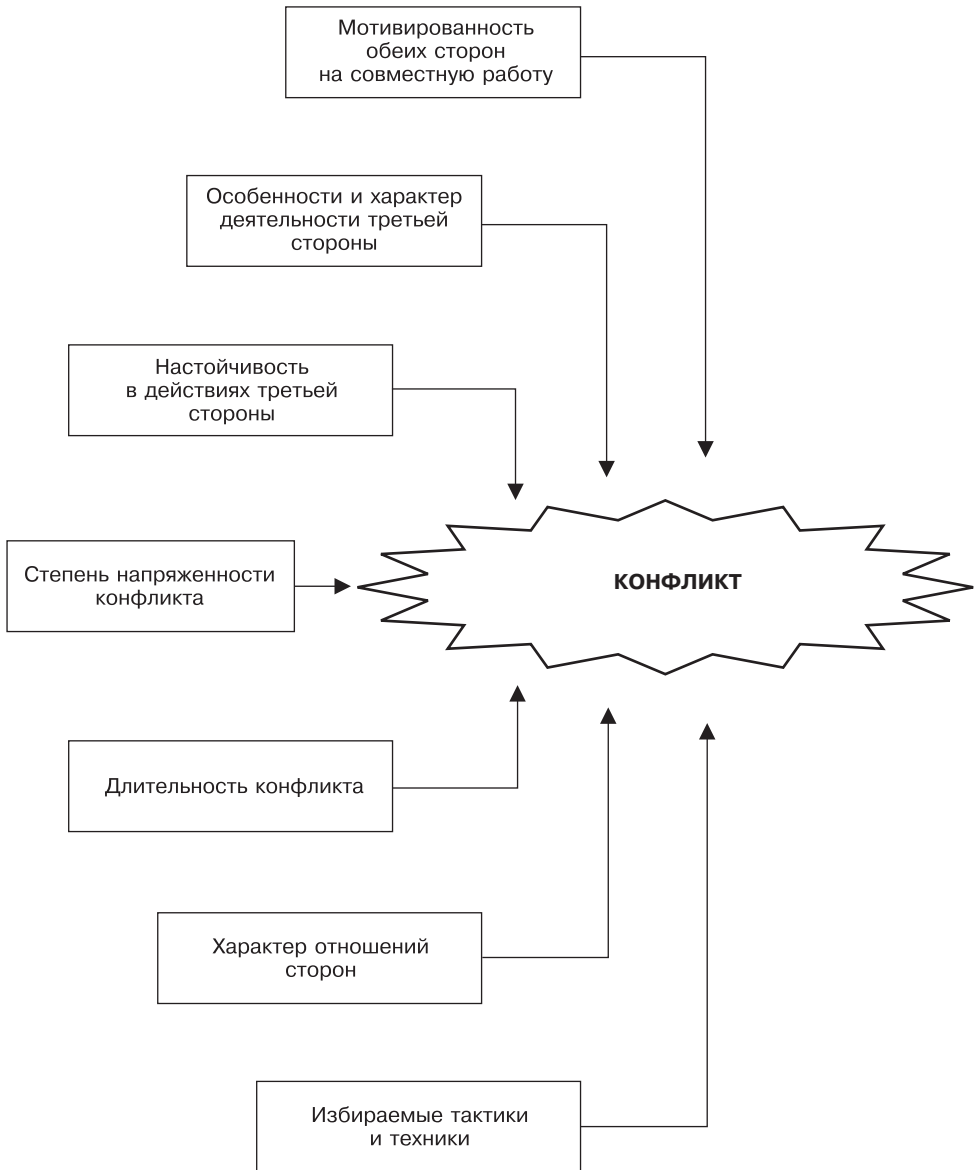 Мотивированность
обеих сторон
на совместную работу
Особенности и характер
деятельности третьей
стороны
Настойчивость
в действиях третьей
стороны
Степень напряженности
конфликта
КОНФЛИКТ
Длительность конфликта
Характер отношений
сторон
Избираемые тактики
и техники